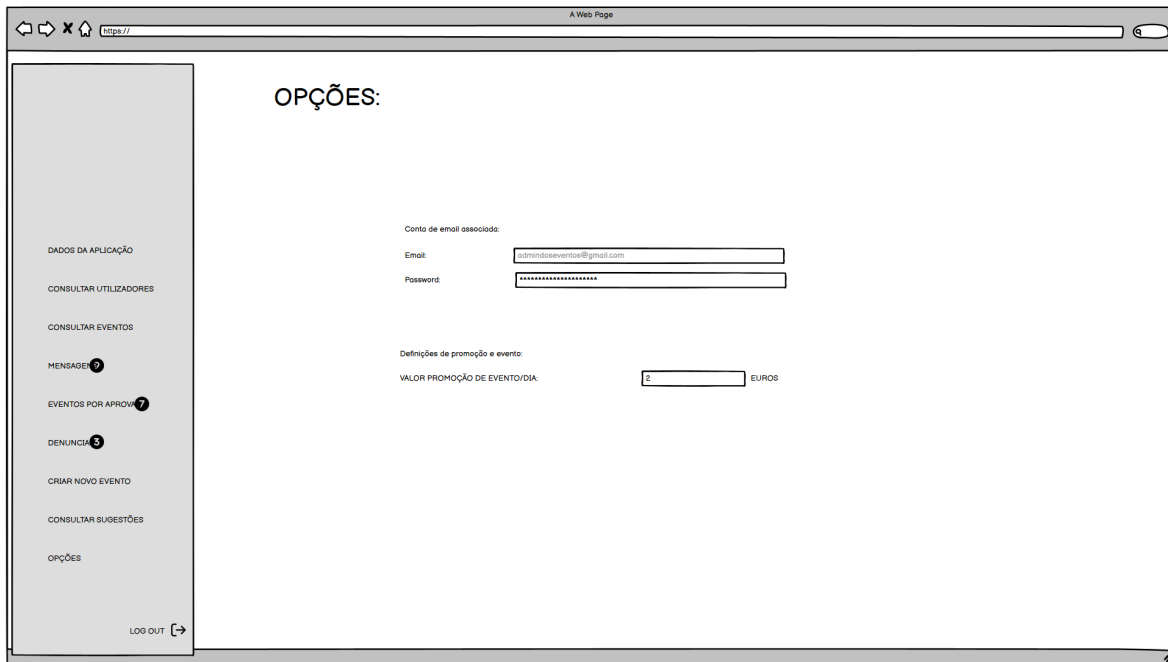 A Web Page
https://
OPÇÕES:
Conta de email associada:
Email: admindoseventos@gmail.com
Password: *********************
Definições de promoção e evento:
VALOR PROMOÇÃO DE EVENTO/DIA: 2 EUROS
DADOS DA APLICAÇÃO
CONSULTAR UTILIZADORES
CONSULTAR EVENTOS
MENSAGEN 9
EVENTOS POR APROVA 7
DENUNCIA 3
CRIAR NOVO EVENTO
CONSULTAR SUGESTÕES
OPÇÕES
LOG OUT